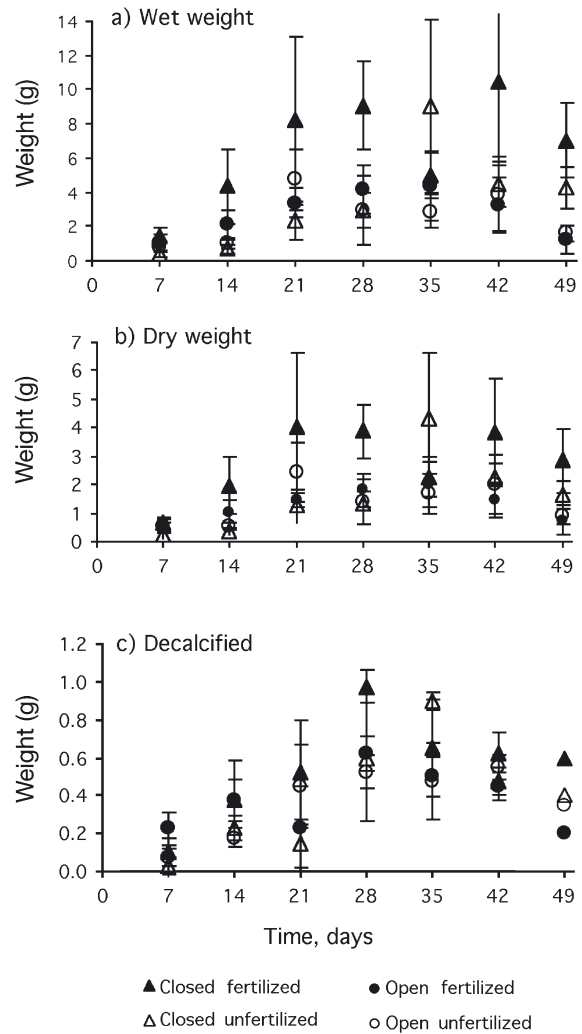 a) Wet weight
14
12
10
8
6
4
2
0
Weight (g)
0 7 14 21 28 35 42 49
b) Dry weight
7
6
5
4
3
2
1
0
Weight (g)
0 7 14 21 28 35 42 49
c) Decalcified
1.2
1.0
0.8
0.6
0.4
0.2
0.0
Weight (g)
0 7 14 21 28 35 42 49
Time, days
Closed fertilized Open fertilized
Closed unfertilized Open unfertilized